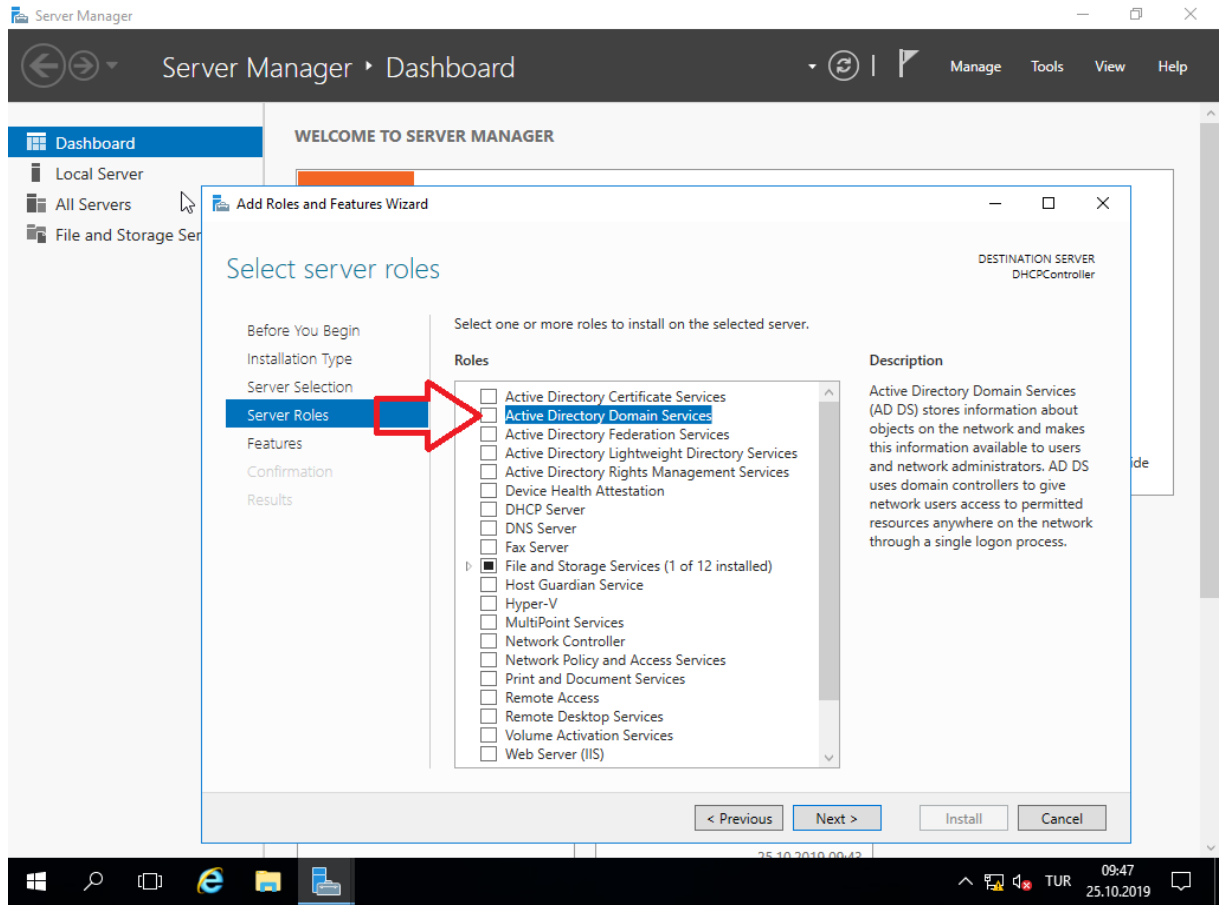 Server Manager
Server Manager • Dashboard
Manage Tools View Help
Dashboard
Local Server
All Servers
File and Storage Ser
WELCOME TO SERVER MANAGER
Add Roles and Features Wizard
Select server roles
DESTINATION SERVER
DHCPController
Before You Begin
Installation Type
Server Selection
Server Roles
Features
Confirmation
Results
Select one or more roles to install on the selected server.
Roles
Active Directory Certificate Services
Active Directory Domain Services
Active Directory Federation Services
Active Directory Lightweight Directory Services
Active Directory Rights Management Services
Device Health Attestation
DHCP Server
DNS Server
Fax Server
File and Storage Services (1 of 12 installed)
Host Guardian Service
Hyper-V
MultiPoint Services
Network Controller
Network Policy and Access Services
Print and Document Services
Remote Access
Remote Desktop Services
Volume Activation Services
Web Server (IIS)
Description
Active Directory Domain Services
(AD DS) stores information about
objects on the network and makes
this information available to users
and network administrators. AD DS
uses domain controllers to give
network users access to permitted
resources anywhere on the network
through a single logon process.
ide
< Previous
Next >
Install
Cancel
25.10.2019 09:43
TUR
09:47
25.10.2019